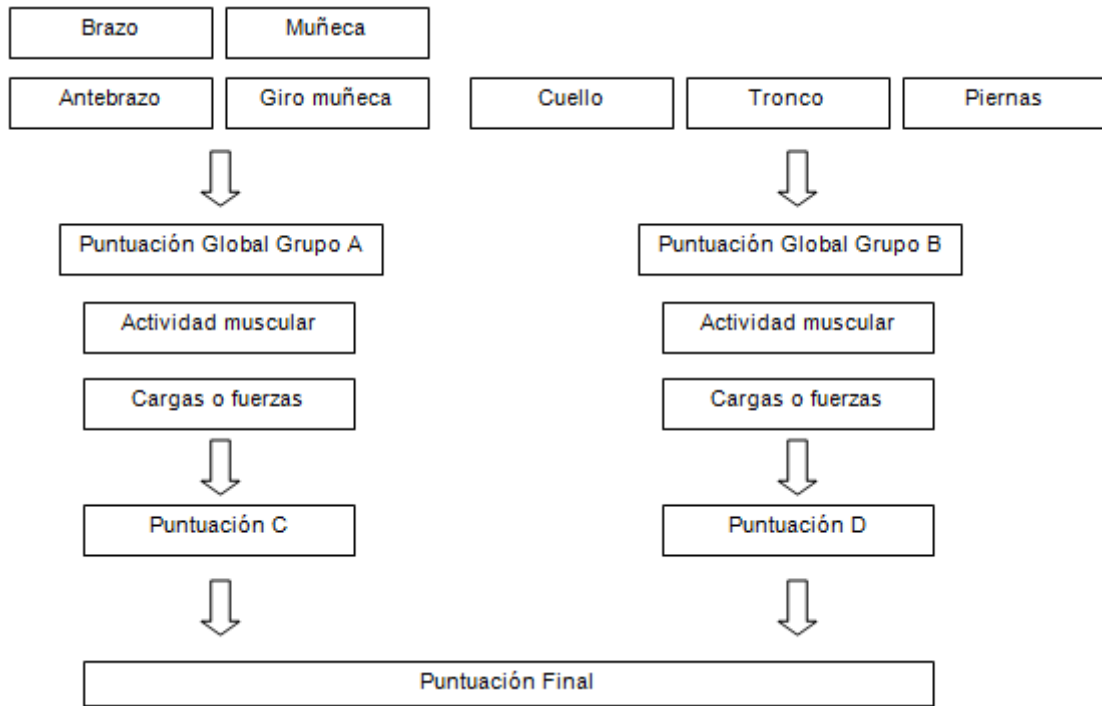 Brazo
Muñeca
Antebrazo
Giro muñeca
Cuello
Tronco
Piernas
Puntuación Global Grupo A
Puntuación Global Grupo B
Actividad muscular
Actividad muscular
Cargas o fuerzas
Cargas o fuerzas
Puntuación C
Puntuación D
Puntuación Final